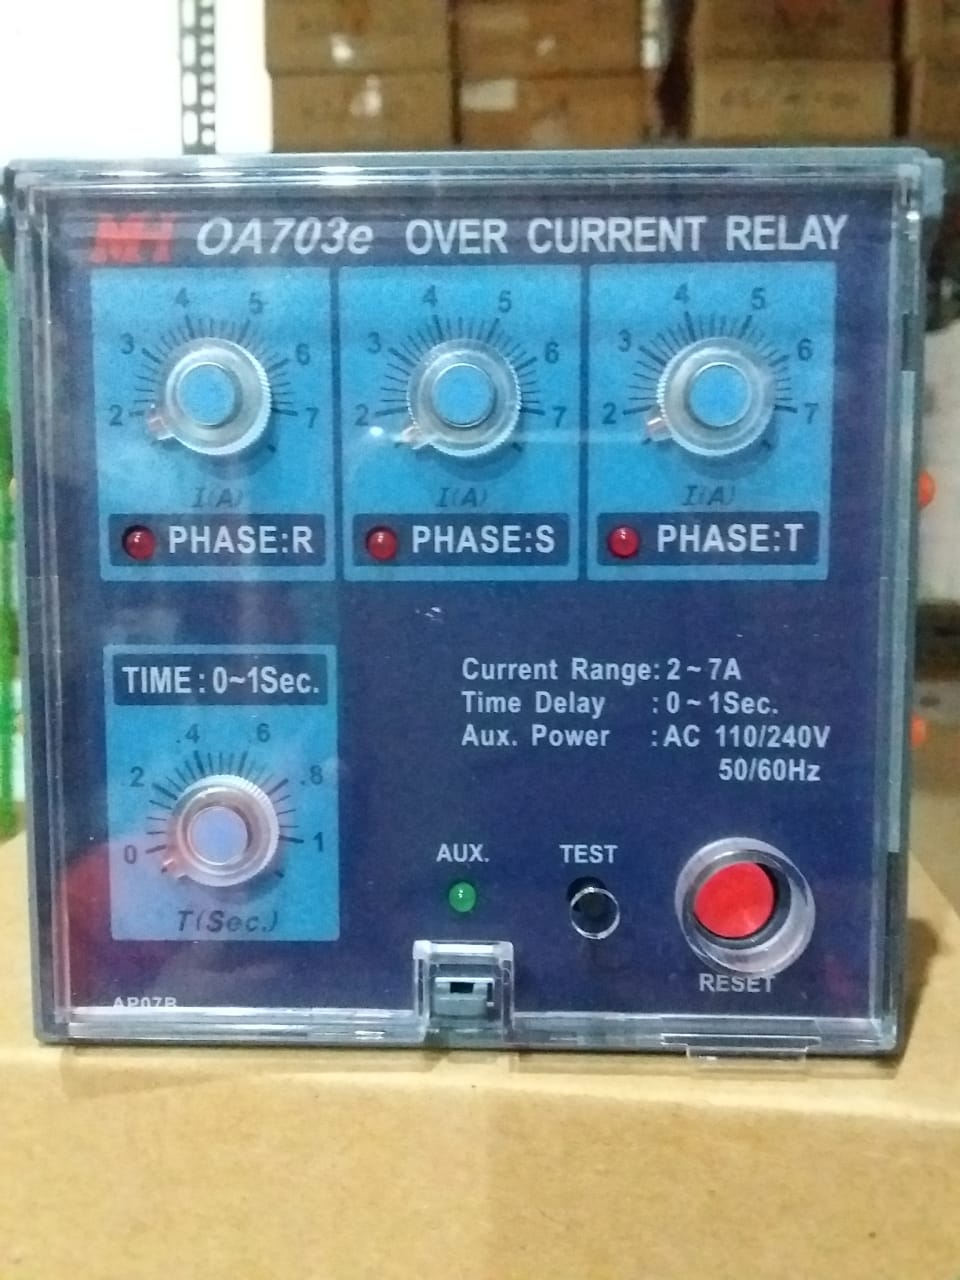 MH OA703e OVER CURRENT RELAY
4 5 4 5 4 5
3 6 3 6 3 6
2 7 2 7 2 7
I(A) I(A) I(A)
PHASE:R PHASE:S PHASE:T
TIME: 0~1Sec.
.4 .6
2 .8
0 1
T(Sec.)
Current Range: 2~7A
Time Delay : 0~1Sec.
Aux. Power : AC 110/240V
50/60Hz
AUX. TEST
RESET
AP07B